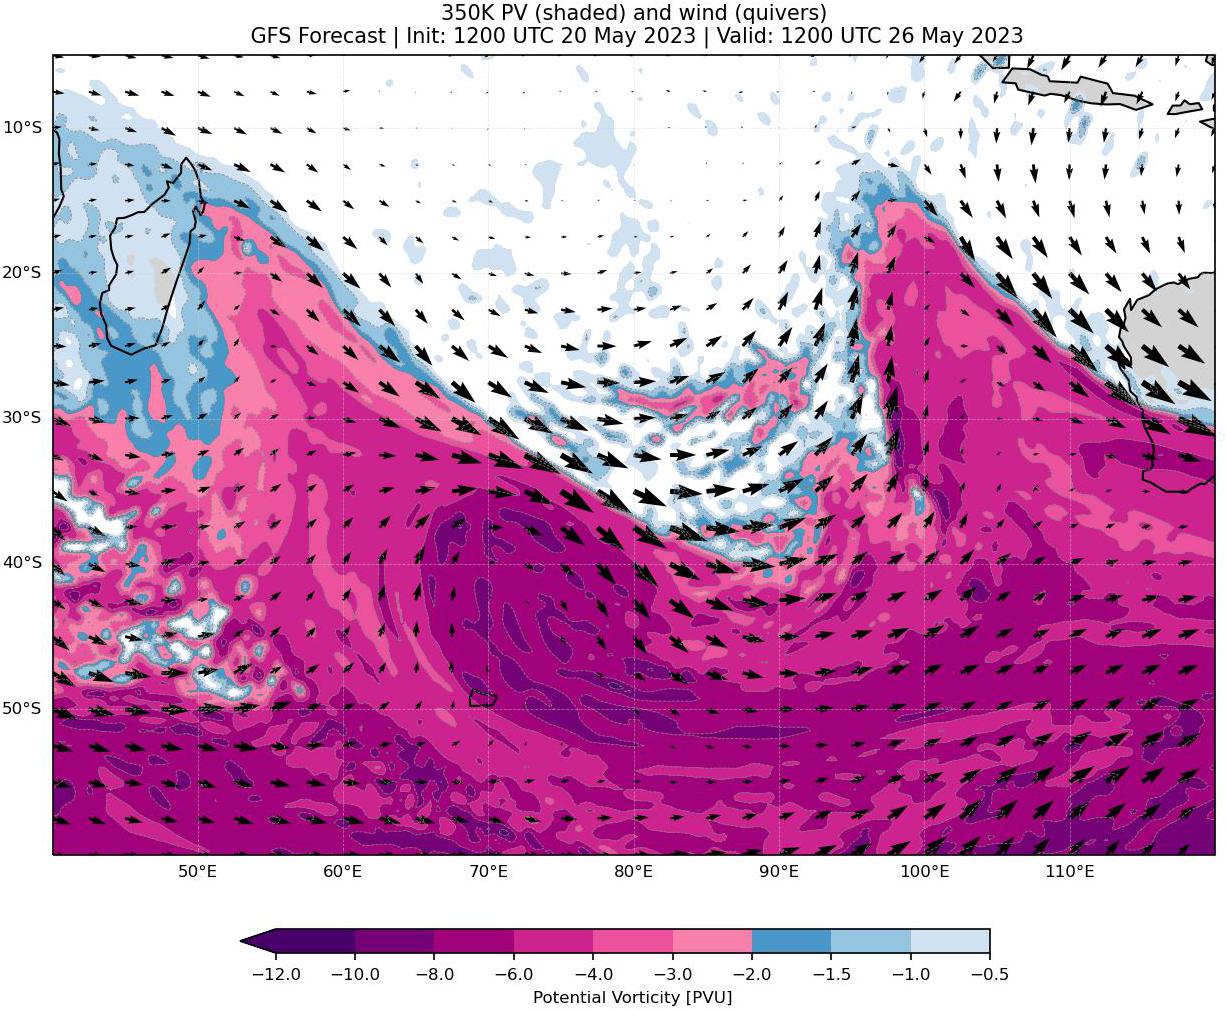 350K PV (shaded) and wind (quivers)
GFS Forecast | Init: 1200 UTC 20 May 2023 | Valid: 1200 UTC 26 May 2023
10°S
20°S
30°S
40°S
50°S
50°E 60°E 70°E 80°E 90°E 100°E 110°E
−12.0 −10.0 −8.0 −6.0 −4.0 −3.0 −2.0 −1.5 −1.0 −0.5
Potential Vorticity [PVU]